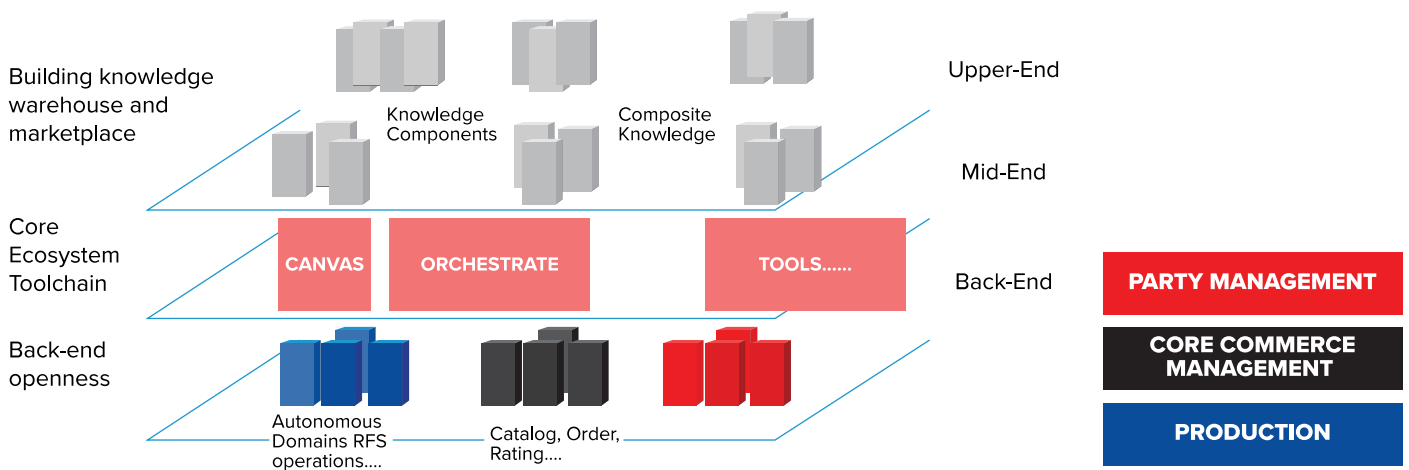 Building knowledge
warehouse and
marketplace
Knowledge
Components
Composite
Knowledge
Upper-End
Mid-End
Core
Ecosystem
Toolchain
CANVAS
ORCHESTRATE
TOOLS......
Back-End
Back-end
openness
Autonomous
Domains RFS
operations....
Catalog, Order,
Rating....
PARTY MANAGEMENT
CORE COMMERCE
MANAGEMENT
PRODUCTION